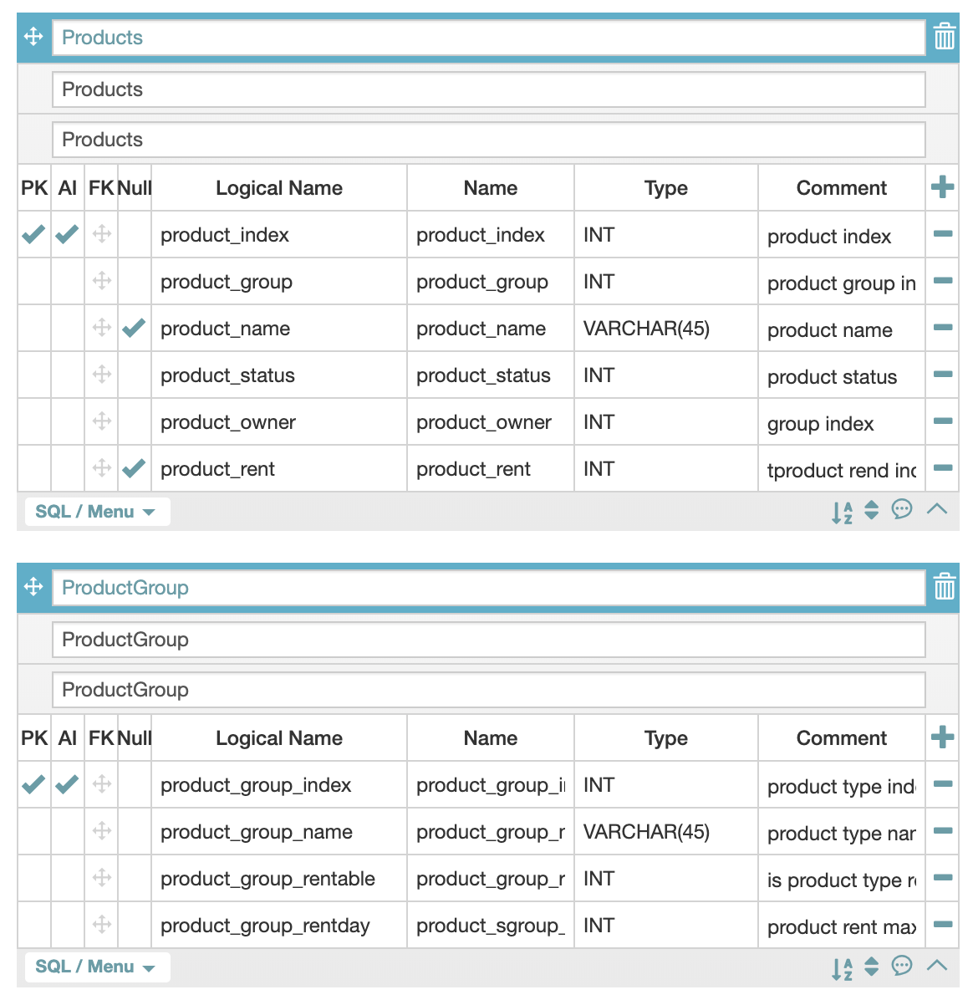 Products
Products
Products
PK AI FK Null Logical Name Name Type Comment
product_index product_index INT product index
product_group product_group INT product group in
product_name product_name VARCHAR(45) product name
product_status product_status INT product status
product_owner product_owner INT group index
product_rent product_rent INT tproduct rend inc
SQL / Menu
ProductGroup
ProductGroup
ProductGroup
PK AI FK Null Logical Name Name Type Comment
product_group_index product_group_i INT product type ind
product_group_name product_group_r VARCHAR(45) product type nar
product_group_rentable product_group_r INT is product type r
product_group_rentday product_sgroup_ INT product rent max
SQL / Menu